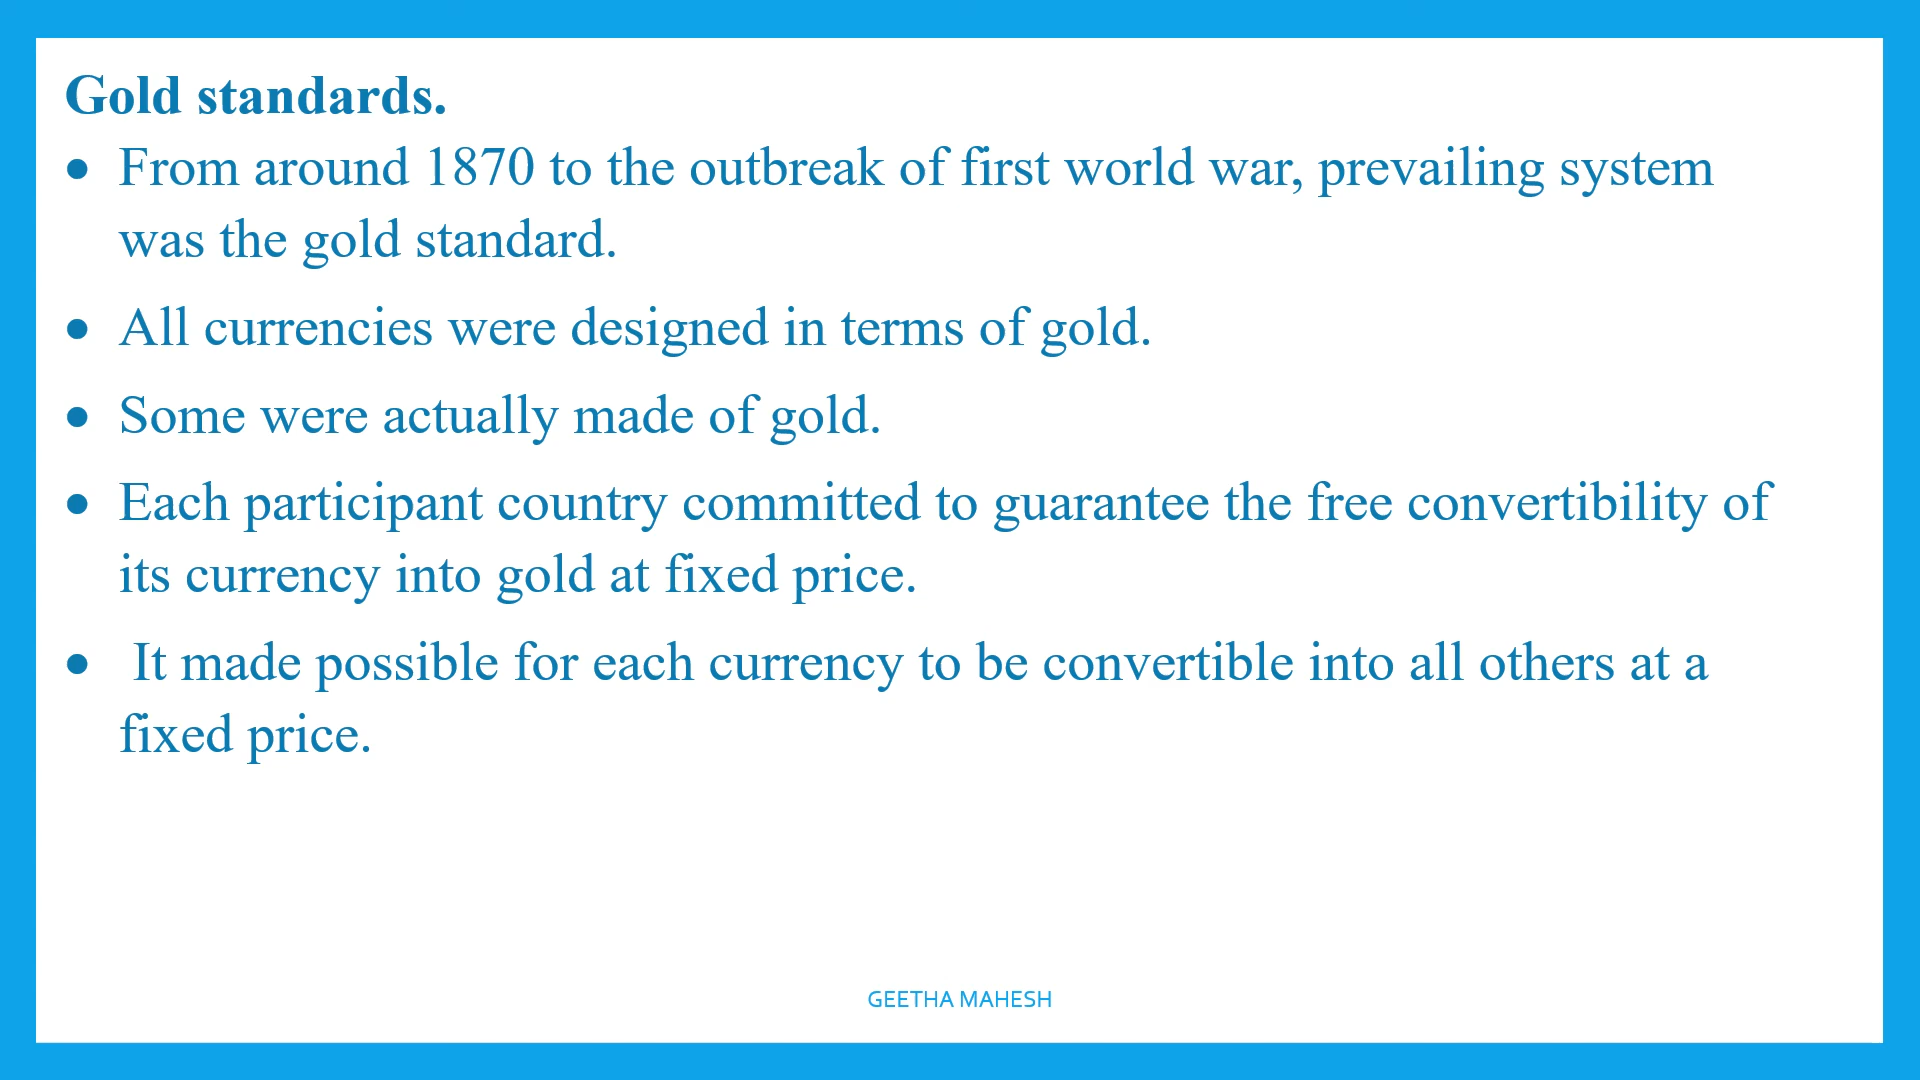 Gold standards.
• From around 1870 to the outbreak of first world war, prevailing system
was the gold standard.
• All currencies were designed in terms of gold.
• Some were actually made of gold.
• Each participant country committed to guarantee the free convertibility of
its currency into gold at fixed price.
• It made possible for each currency to be convertible into all others at a
fixed price.
GEETHA MAHESH